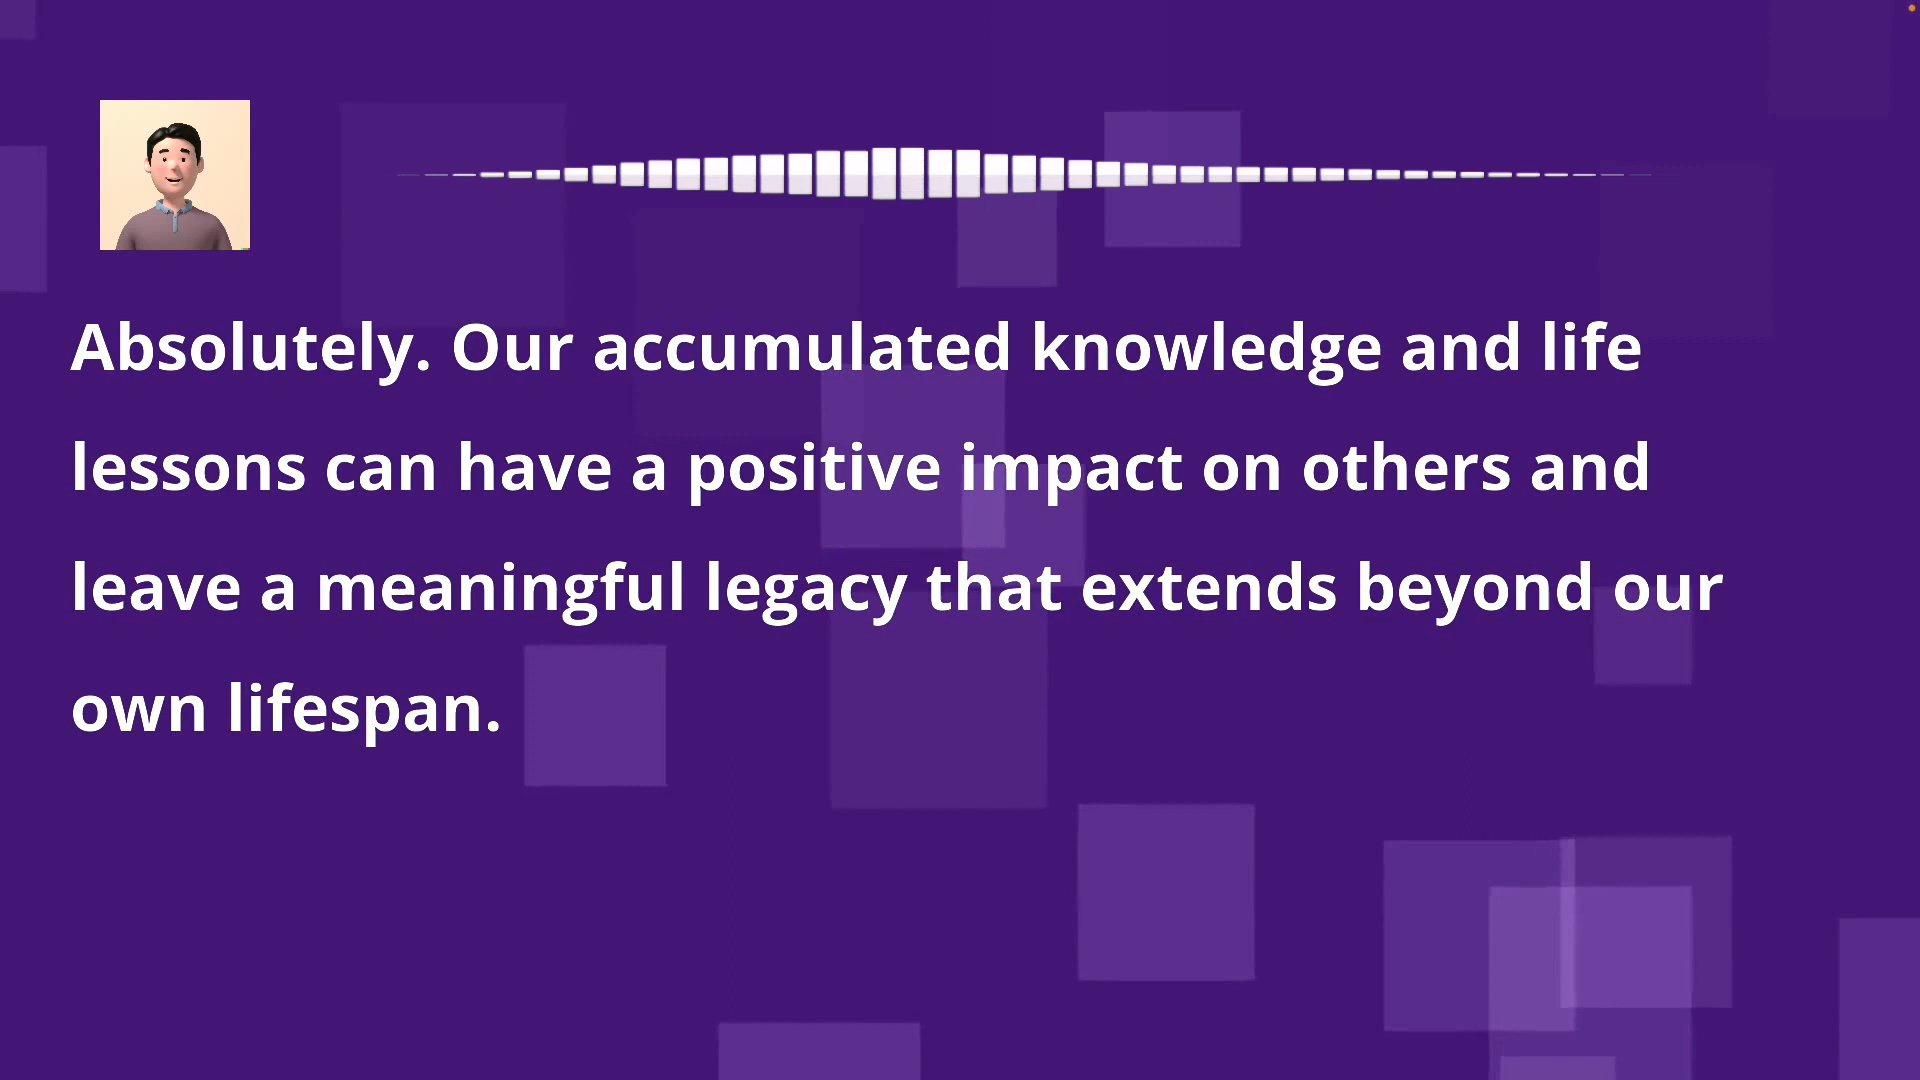 Absolutely. Our accumulated knowledge and life
lessons can have a positive impact on others and
leave a meaningful legacy that extends beyond our
own lifespan.